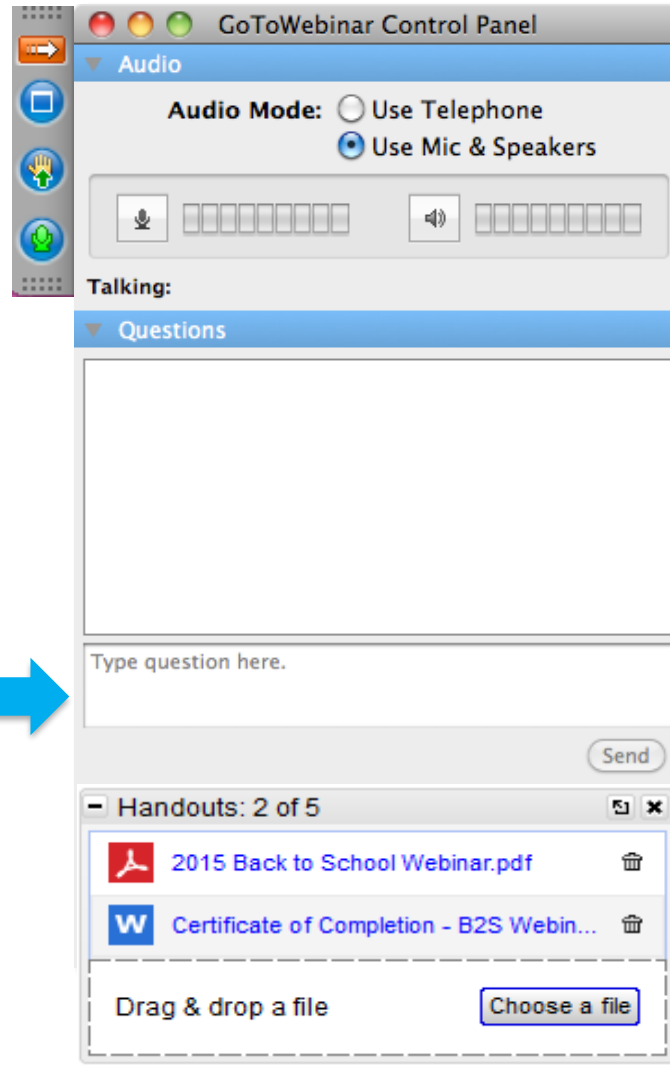 GoToWebinar Control Panel
Audio
Audio Mode: Use Telephone
Use Mic & Speakers
Talking:
Questions
Type question here.
Send
Handouts: 2 of 5
2015 Back to School Webinar.pdf
W Certificate of Completion - B2S Webin...
Drag & drop a file Choose a file